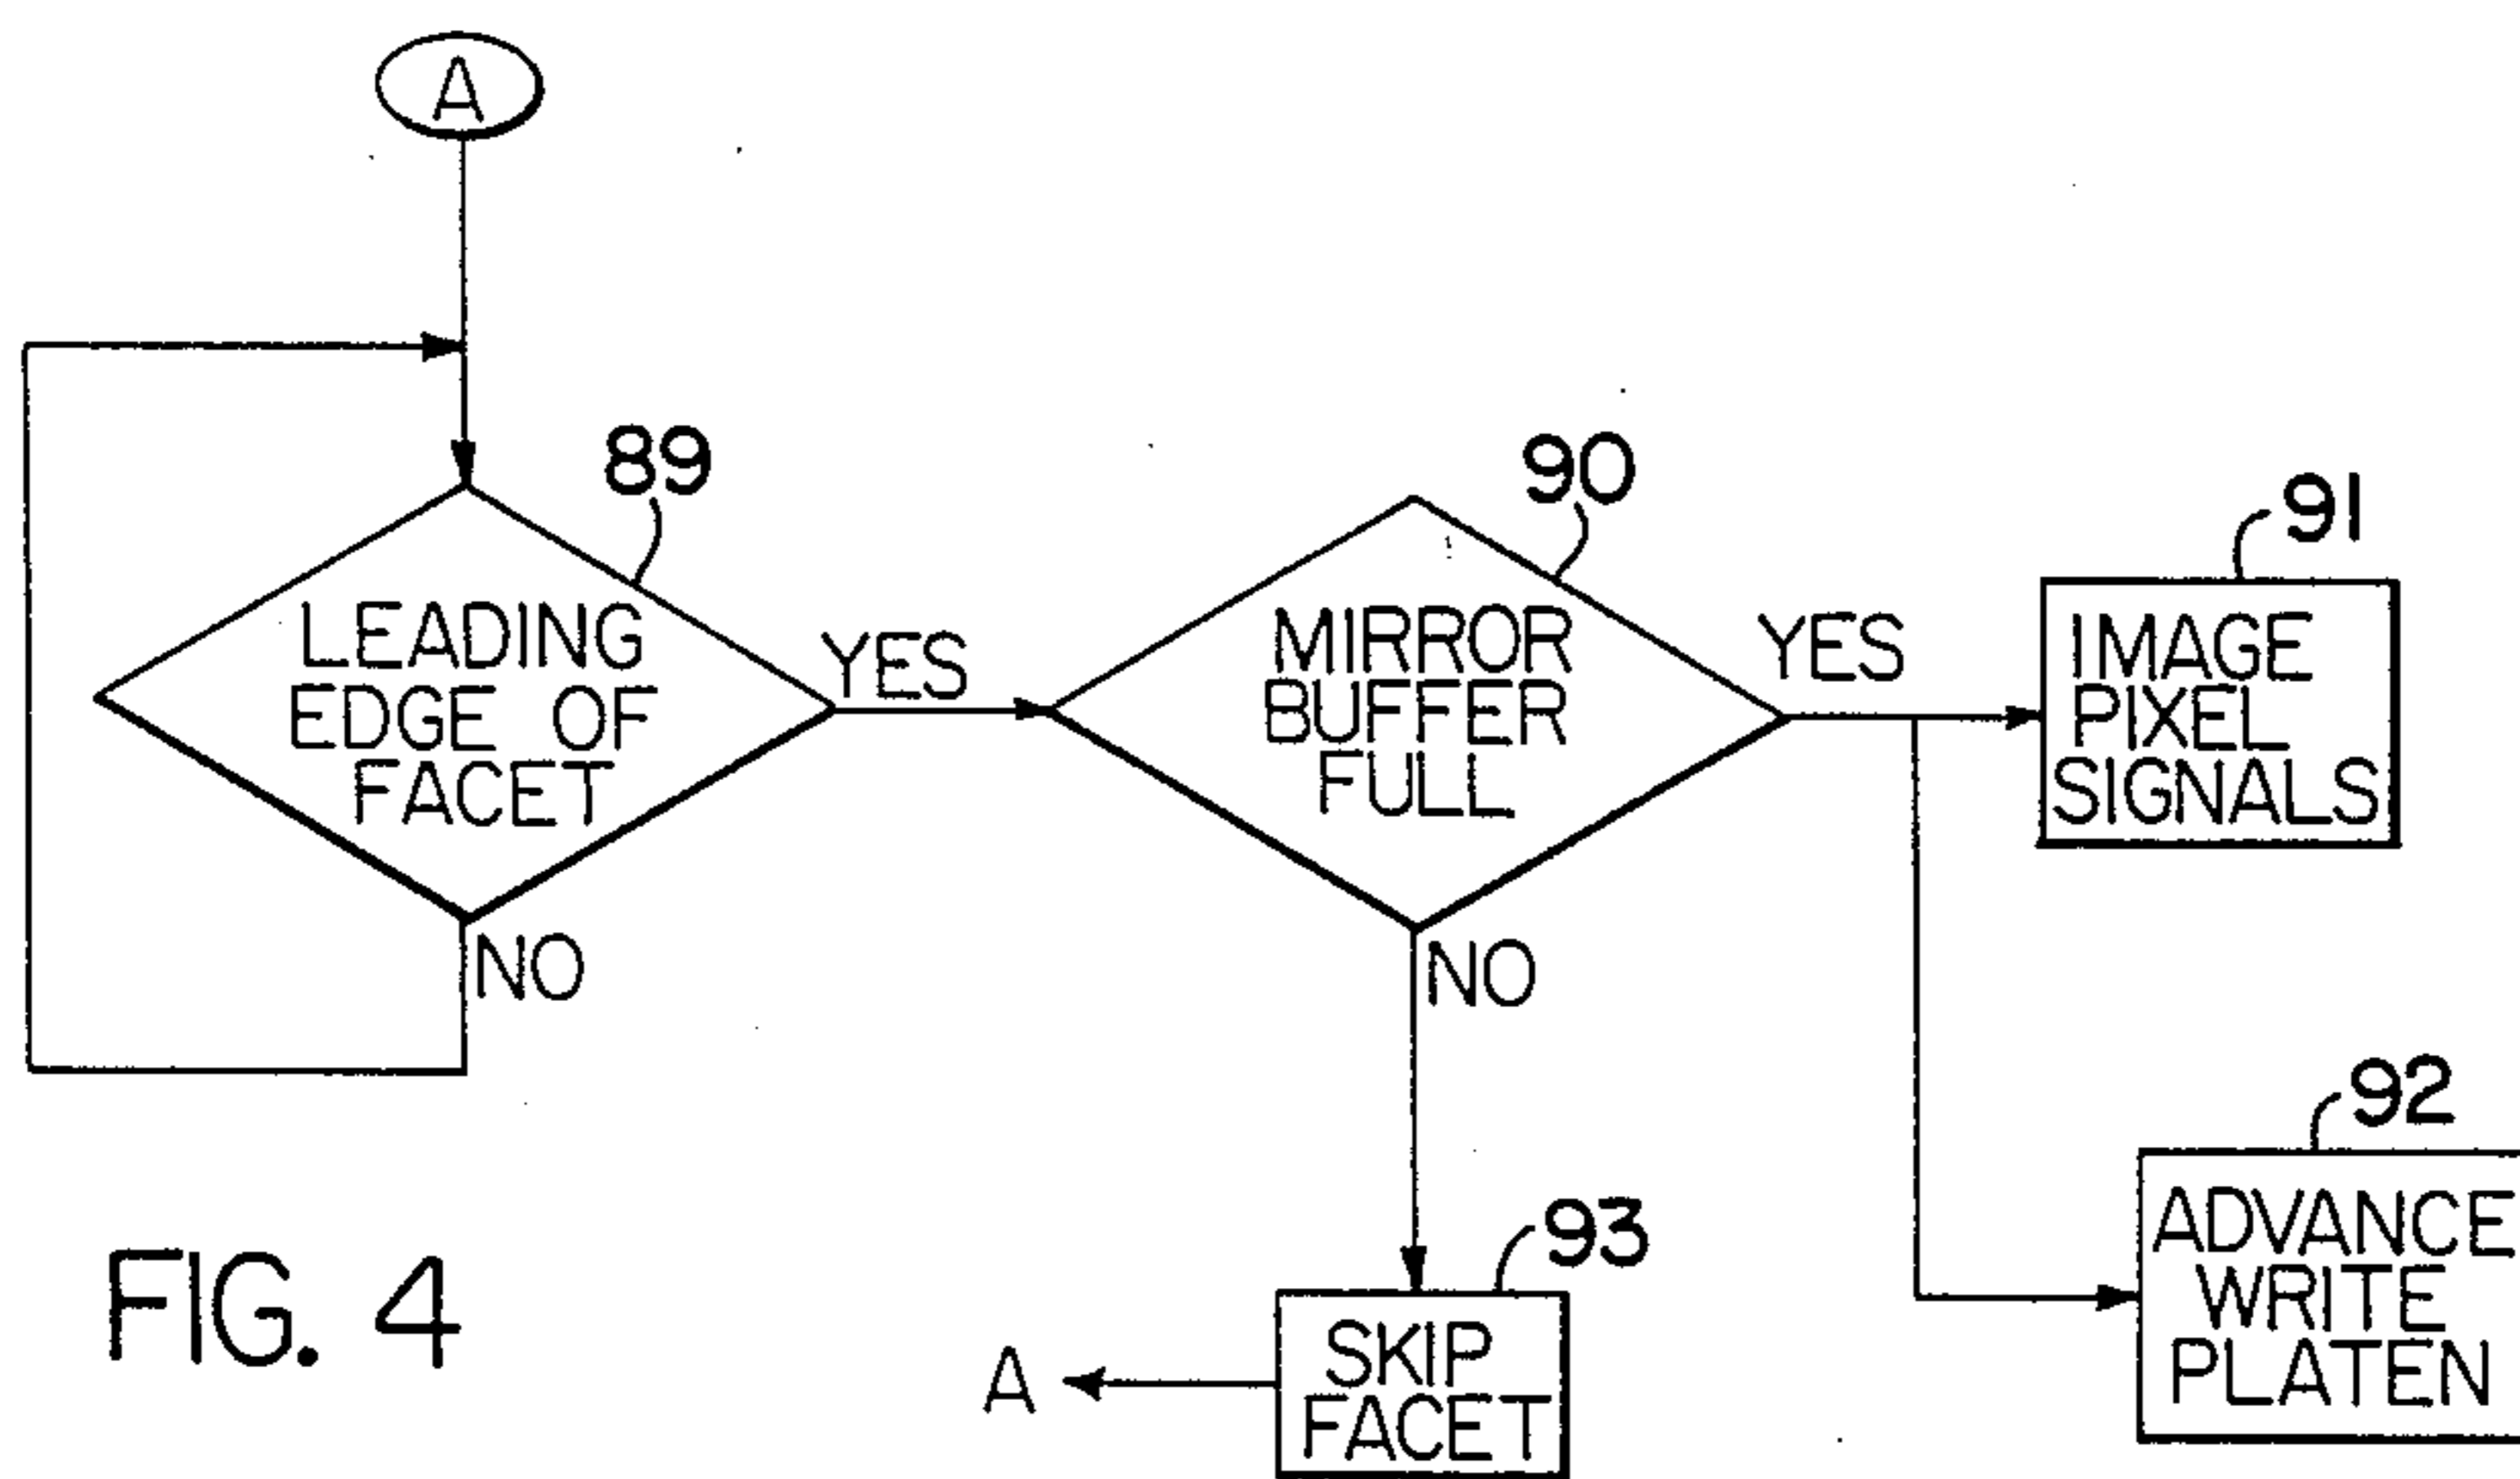 A
89
LEADING
EDGE OF
FACET
YES
NO
90
MIRROR
BUFFER
FULL
YES
NO
91
IMAGE
PIXEL
SIGNALS
92
ADVANCE
WRITE
PLATEN
93
SKIP
FACET
A
FIG. 4